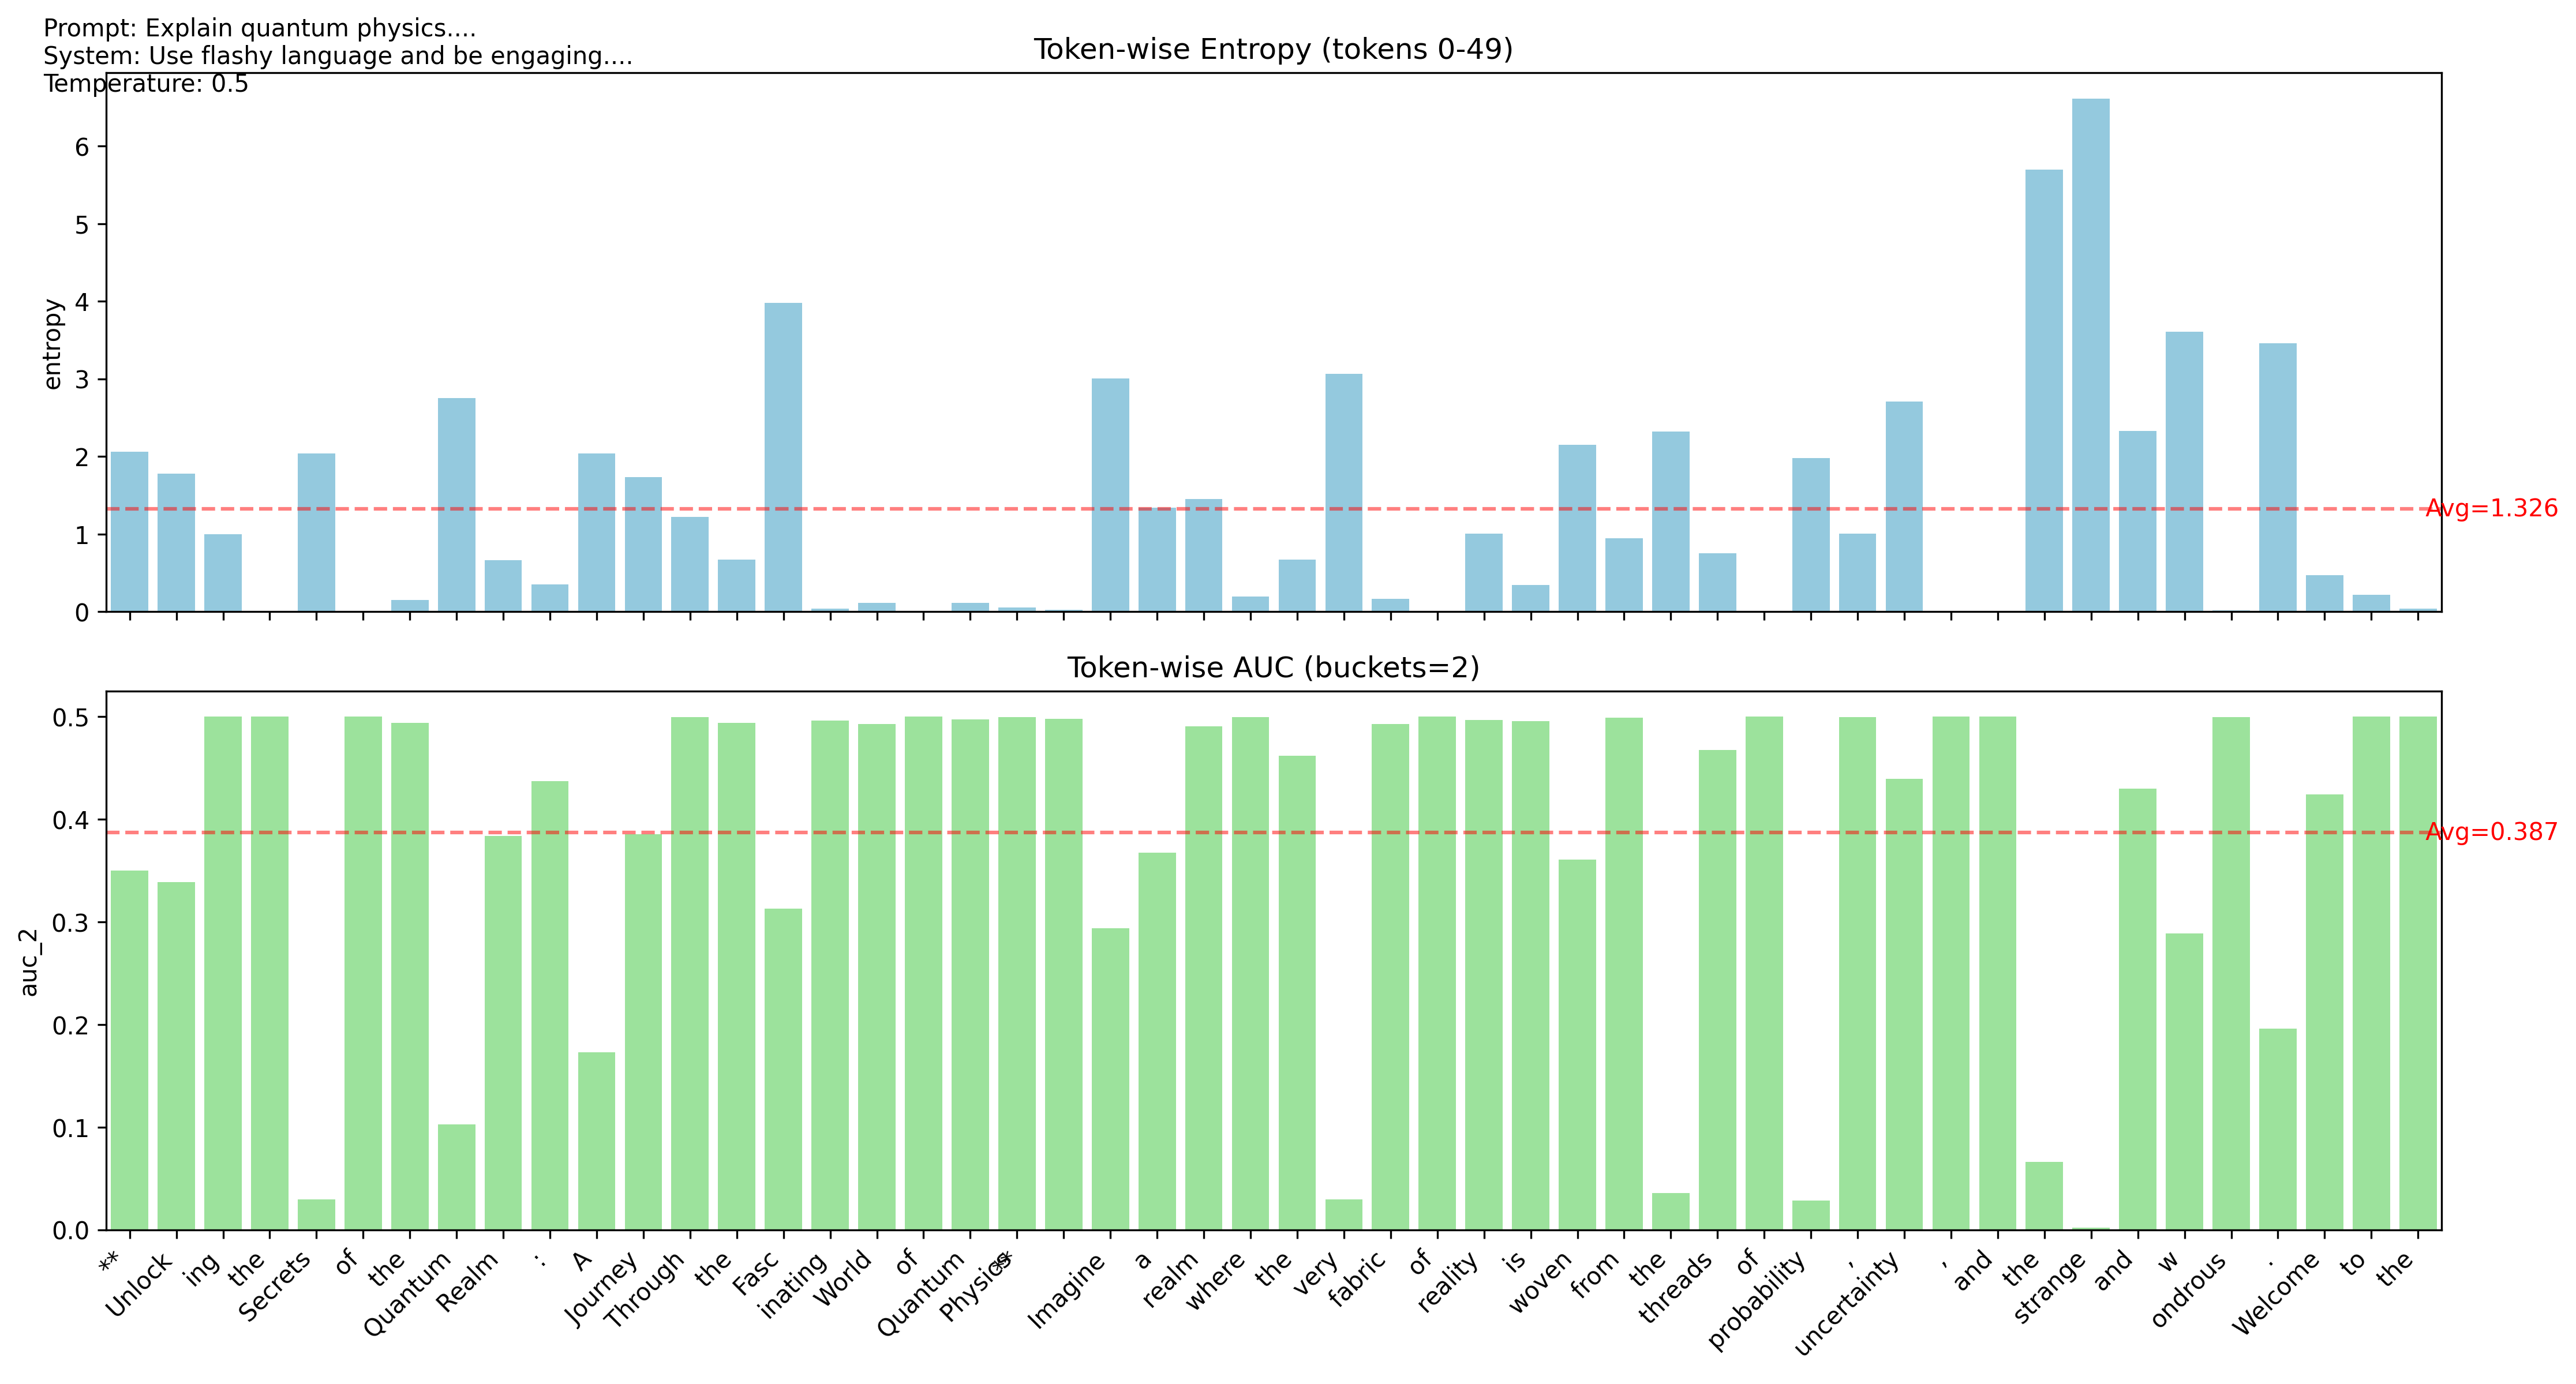 Prompt: Explain quantum physics....
System: Use flashy language and be engaging....
Temperature: 0.5
Token-wise Entropy (tokens 0-49)
entropy
6
5
4
3
2
1
0
Avg=1.326
Token-wise AUC (buckets=2)
auc_2
0.5
0.4
0.3
0.2
0.1
0.0
Avg=0.387
**
Unlock
ing
the
Secrets
of
the
Quantum
Realm
:
A
Journey
Through
the
Fasc
inating
World
of
Quantum
Physics
**
Imagine
a
realm
where
the
very
fabric
of
reality
is
woven
from
the
threads
of
probability
,
uncertainty
,
and
the
strange
and
w
ondrous
.
Welcome
to
the